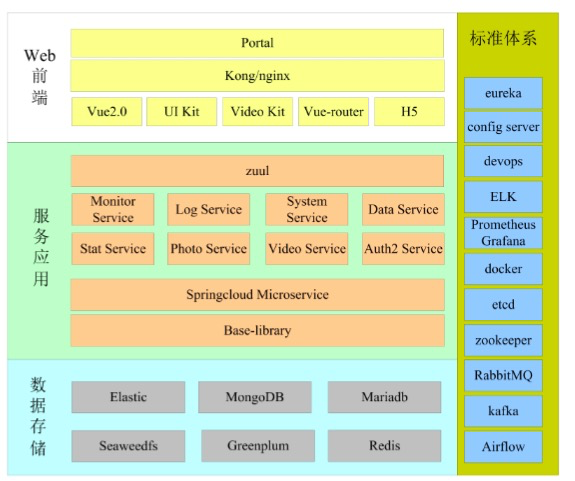 Web
前
端
Portal
Kong/nginx
Vue2.0
UI Kit
Video Kit
Vue-router
H5
服
务
应
用
zuul
Monitor
Service
Log Service
System
Service
Data Service
Stat Service
Photo Service
Video Service
Auth2 Service
Springcloud Microservice
Base-library
数
据
存
储
Elastic
MongoDB
Mariadb
Seaweedfs
Greenplum
Redis
标准体系
eureka
config server
devops
ELK
Prometheus
Grafana
docker
etcd
zookeeper
RabbitMQ
kafka
Airflow